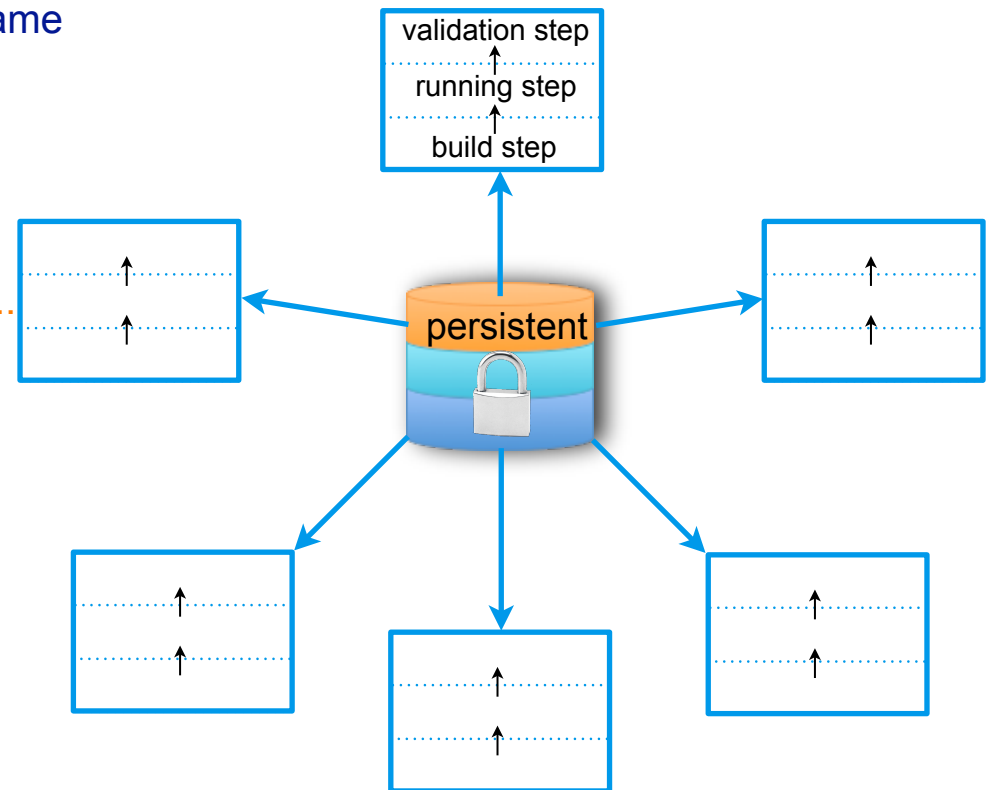 ame
validation step
running step
build step
persistent